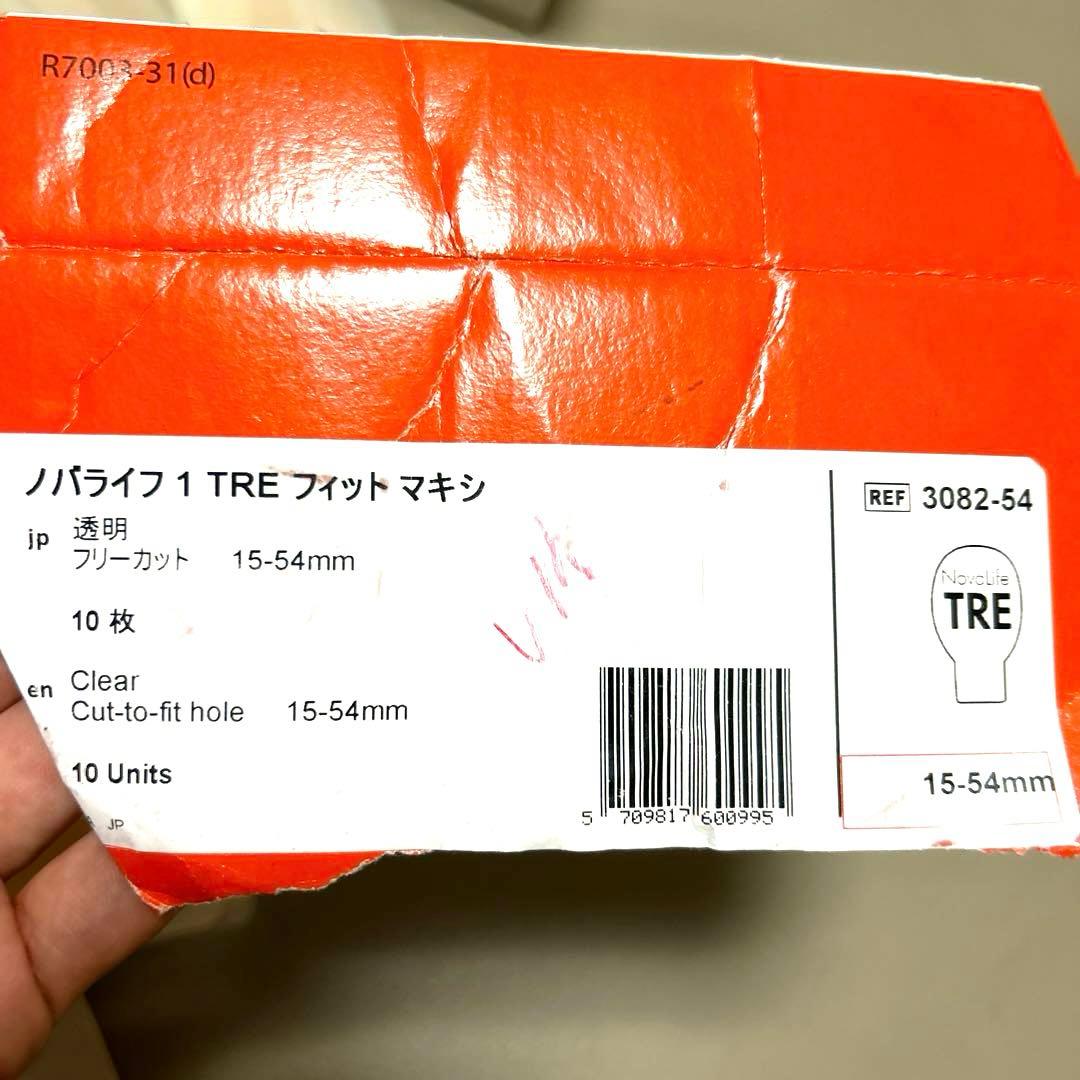 R7003-31(d)
ノバライフ 1 TRE フィット マキシ
jp 透明
フリーカット 15-54mm
10 枚
en Clear
Cut-to-fit hole 15-54mm
10 Units
JP
5 709817 600995
REF 3082-54
NovaLife
TRE
15-54mm